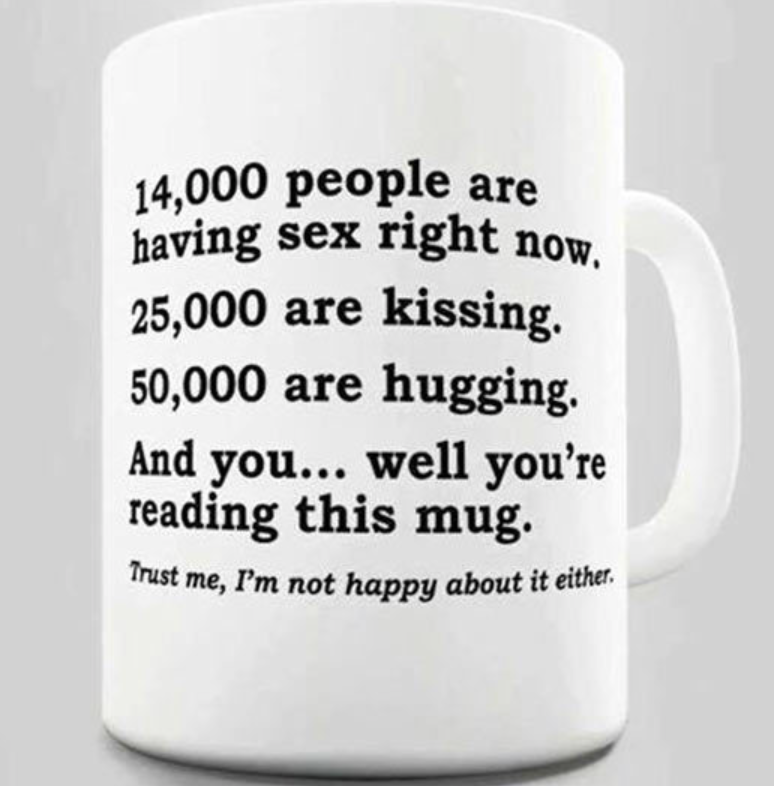 14,000 people are
having sex right now.
25,000 are kissing.
50,000 are hugging.
And you... well you're
reading this mug.
Trust me, I'm not happy about it either.